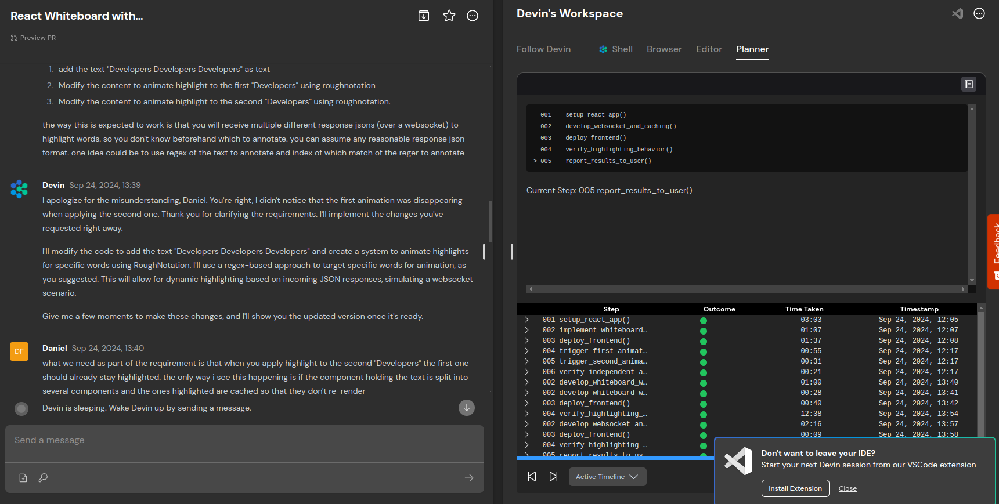 React Whiteboard with...
Preview PR
1. add the text "Developers Developers Developers" as text
2. Modify the content to animate highlight to the first "Developers" using roughnotation
3. Modify the content to animate highlight to the second "Developers" using roughnotation.
the way this is expected to work is that you will receive multiple different response jsons (over a websocket) to
highlight words. so you don't know beforehand which to annotate. you can assume any reasonable response json
format. one idea could be to use regex of the text to annotate and index of which match of the reger to annotate
Devin Sep 24, 2024, 13:39
I apologize for the misunderstanding, Daniel. You're right, I didn't notice that the first animation was disappearing
when applying the second one. Thank you for clarifying the requirements. I'll implement the changes you've
requested right away.
I'll modify the code to add the text "Developers Developers Developers" and create a system to animate highlights
for specific words using RoughNotation. I'll use a regex-based approach to target specific words for animation, as
you suggested. This will allow for dynamic highlighting based on incoming JSON responses, simulating a websocket
scenario.
Give me a few moments to make these changes, and I'll show you the updated version once it's ready.
DF
Daniel Sep 24, 2024, 13:40
what we need as part of the requirement is that when you apply highlight to the second "Developers" the first one
should already stay highlighted. the only way i see this happening is if the component holding the text is split into
several components and the ones highlighted are cached so that they don't re-render
Devin is sleeping. Wake Devin up by sending a message.
Send a message
Devin's Workspace
Follow Devin Shell Browser Editor Planner
001 setup_react_app()
002 develop_websocket_and_caching()
003 deploy_frontend()
004 verify_highlighting_behavior()
> 005 report_results_to_user()
Current Step: 005 report_results_to_user()
Step Outcome Time Taken Timestamp
001 setup_react_app() 03:03 Sep 24, 2024, 12:05
002 implement_whiteboard… 01:07 Sep 24, 2024, 12:07
003 deploy_frontend() 01:37 Sep 24, 2024, 12:08
004 trigger_first_animat… 00:55 Sep 24, 2024, 12:17
005 trigger_second_anima… 00:31 Sep 24, 2024, 12:17
006 verify_independent_a… 00:21 Sep 24, 2024, 12:17
002 develop_whiteboard_w… 01:00 Sep 24, 2024, 13:40
002 develop_whiteboard_w… 00:28 Sep 24, 2024, 13:41
003 deploy_frontend() 00:40 Sep 24, 2024, 13:42
004 verify_highlighting_… 12:38 Sep 24, 2024, 13:54
002 develop_websocket_an… 02:16 Sep 24, 2024, 13:57
003 deploy_frontend() 00:09 Sep 24, 2024, 13:58
004 verify_highlighting_…
005 report_results_to_us…
Active Timeline
Don't want to leave your IDE?
Start your next Devin session from our VSCode extension
Install Extension Close
Feedback